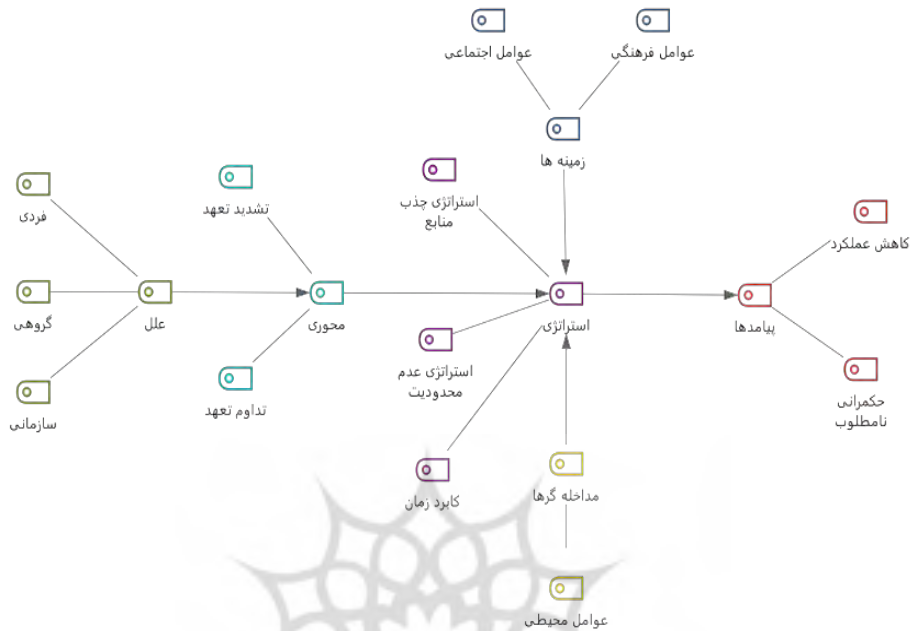 عوامل فرهنگی
عوامل اجتماعی
زمینه ها
استراتژی چذب
منابع
تشدید تعهد
فردی
کاهش عملکرد
گروهی
علل
محوری
استراتژی
پیامدها
استراتژی عدم
محدودیت
حکمرانی
نامطلوب
تداوم تعهد
سازمانی
مداخله گرها
کابرد زمان
عوامل محیطی